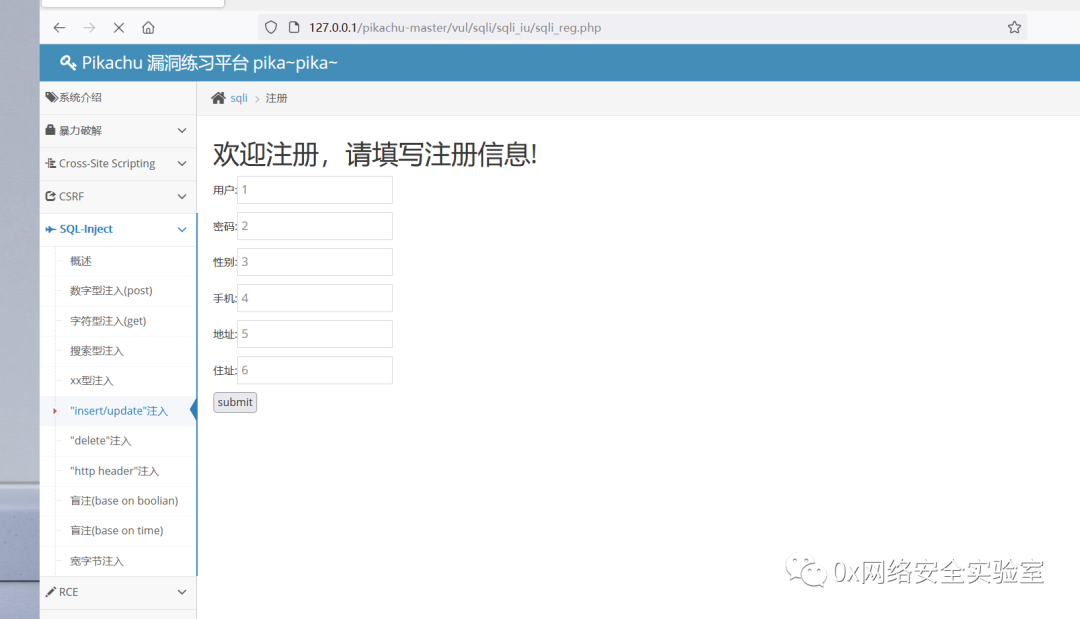 127.0.0.1/pikachu-master/vul/sqli/sqli_iu/sqli_reg.php
Pikachu 漏洞练习平台 pika~pika~
系统介绍
暴力破解
Cross-Site Scripting
CSRF
SQL-Inject
概述
数字型注入(post)
字符型注入(get)
搜索型注入
xx型注入
"insert/update"注入
"delete"注入
"http header"注入
盲注(base on boolian)
盲注(base on time)
宽字节注入
RCE
sqli > 注册
欢迎注册，请填写注册信息!
用户: 1
密码: 2
性别: 3
手机: 4
地址: 5
住址: 6
submit
0x网络安全实验室